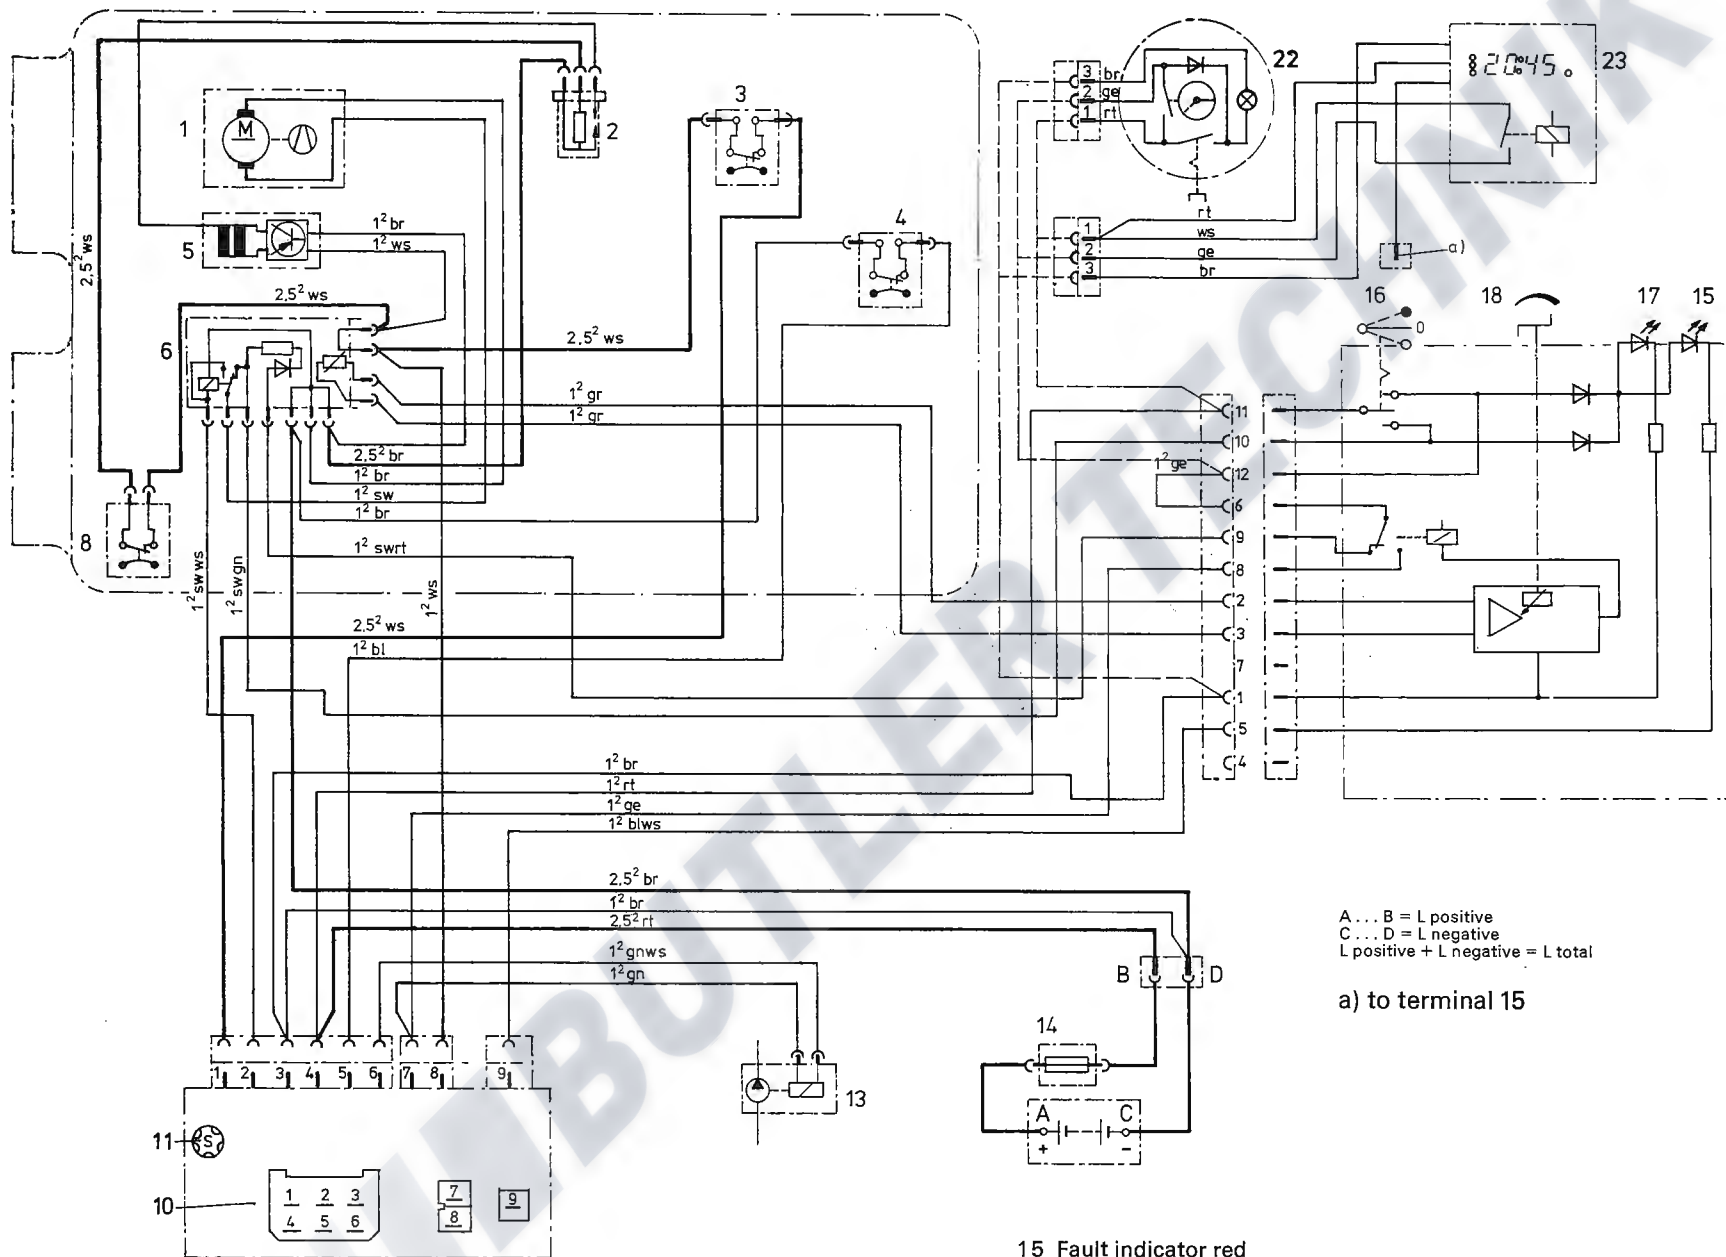 1
2
3
4
5
6
8
22
23
20:45
3 br
2 ge
1 rt
1 rt
ws
2 ge
3 br
a)
16
18
17
15
0
2,5² ws
1² br
1² ws
2,5² ws
2,5² ws
1² gr
1² gr
2,5² br
1² br
1² sw
1² br
1² swrt
1² swws
1² swgn
1² ws
2,5² ws
1² bl
11
10
1² ge
12
6
9
8
2
3
7
1
5
4
1² br
1² rt
1² ge
1² blws
2,5² br
1² br
2,5² rt
1² gnws
1² gn
A ... B = L positive
C ... D = L negative
L positive + L negative = L total
a) to terminal 15
B D
14
A C
+ -
13
1 2 3 4 5 6 7 8 9
11 S
10
1 2 3
4 5 6
7
8
9
M
BUTLER TECHNIK
15 Fault indicator red